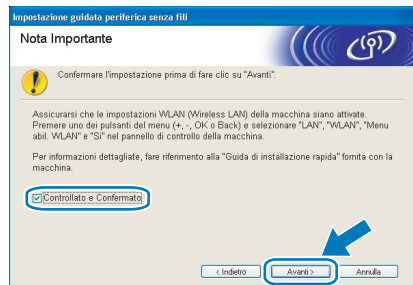 Impostazione guidata periferica senza fili
Nota Importante
Confermare l'impostazione prima di fare clic su "Avanti".
Assicurarsi che le impostazioni WLAN (Wireless LAN) della macchina siano attivate.
Premere uno dei pulsanti del menu (+, -, OK o Back) e selezionare "LAN", "WLAN", "Menu
abil. WLAN" e "Si" nel pannello di controllo della macchina.
Per informazioni dettagliate, fare riferimento alla "Guida di installazione rapida" fornita con la
macchina.
Controllato e Confermato
< Indietro
Avanti >
Annulla